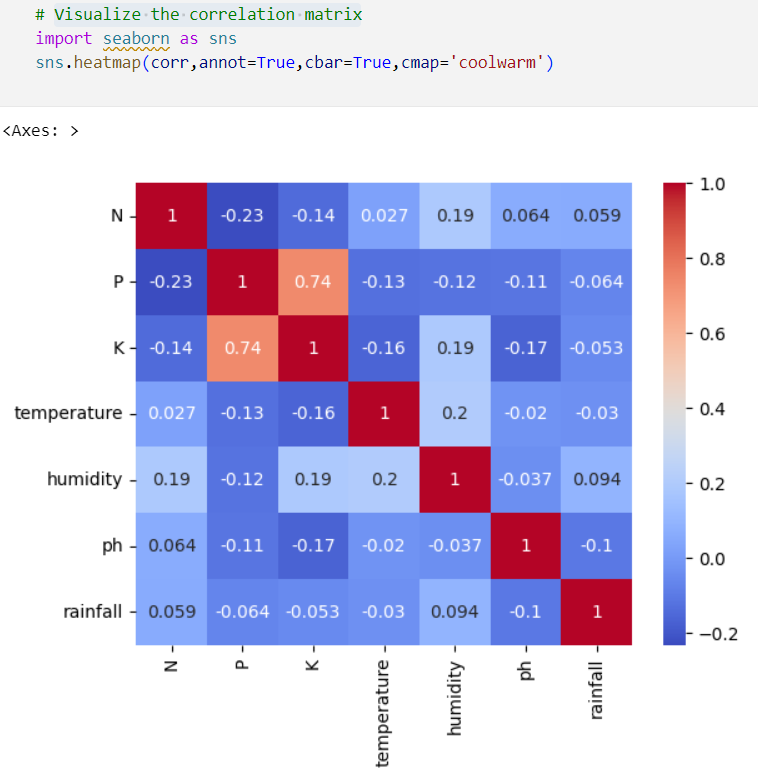 # Visualize the correlation matrix
import seaborn as sns
sns.heatmap(corr,annot=True,cbar=True,cmap='coolwarm')
<Axes: >
N 1 -0.23 -0.14 0.027 0.19 0.064 0.059
P -0.23 1 0.74 -0.13 -0.12 -0.11 -0.064
K -0.14 0.74 1 -0.16 0.19 -0.17 -0.053
temperature 0.027 -0.13 -0.16 1 0.2 -0.02 -0.03
humidity 0.19 -0.12 0.19 0.2 1 -0.037 0.094
ph 0.064 -0.11 -0.17 -0.02 -0.037 1 -0.1
rainfall 0.059 -0.064 -0.053 -0.03 0.094 -0.1 1
N P K temperature humidity ph rainfall
1.0
0.8
0.6
0.4
0.2
0.0
−0.2